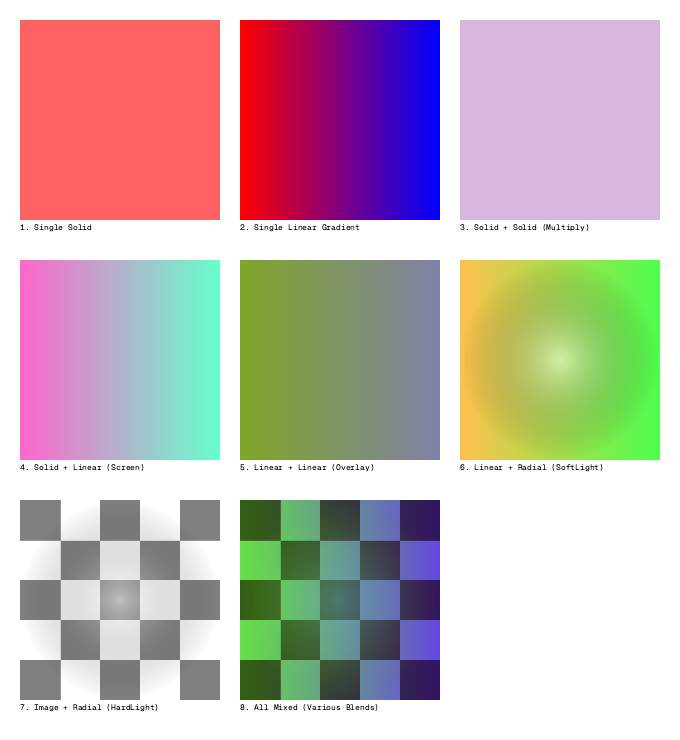 1. Single Solid
2. Single Linear Gradient
3. Solid + Solid (Multiply)
4. Solid + Linear (Screen)
5. Linear + Linear (Overlay)
6. Linear + Radial (SoftLight)
7. Image + Radial (HardLight)
8. All Mixed (Various Blends)